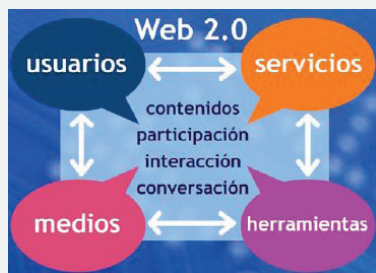 Web 2.0
usuarios
servicios
contenidos
participación
interacción
conversación
medios
herramientas